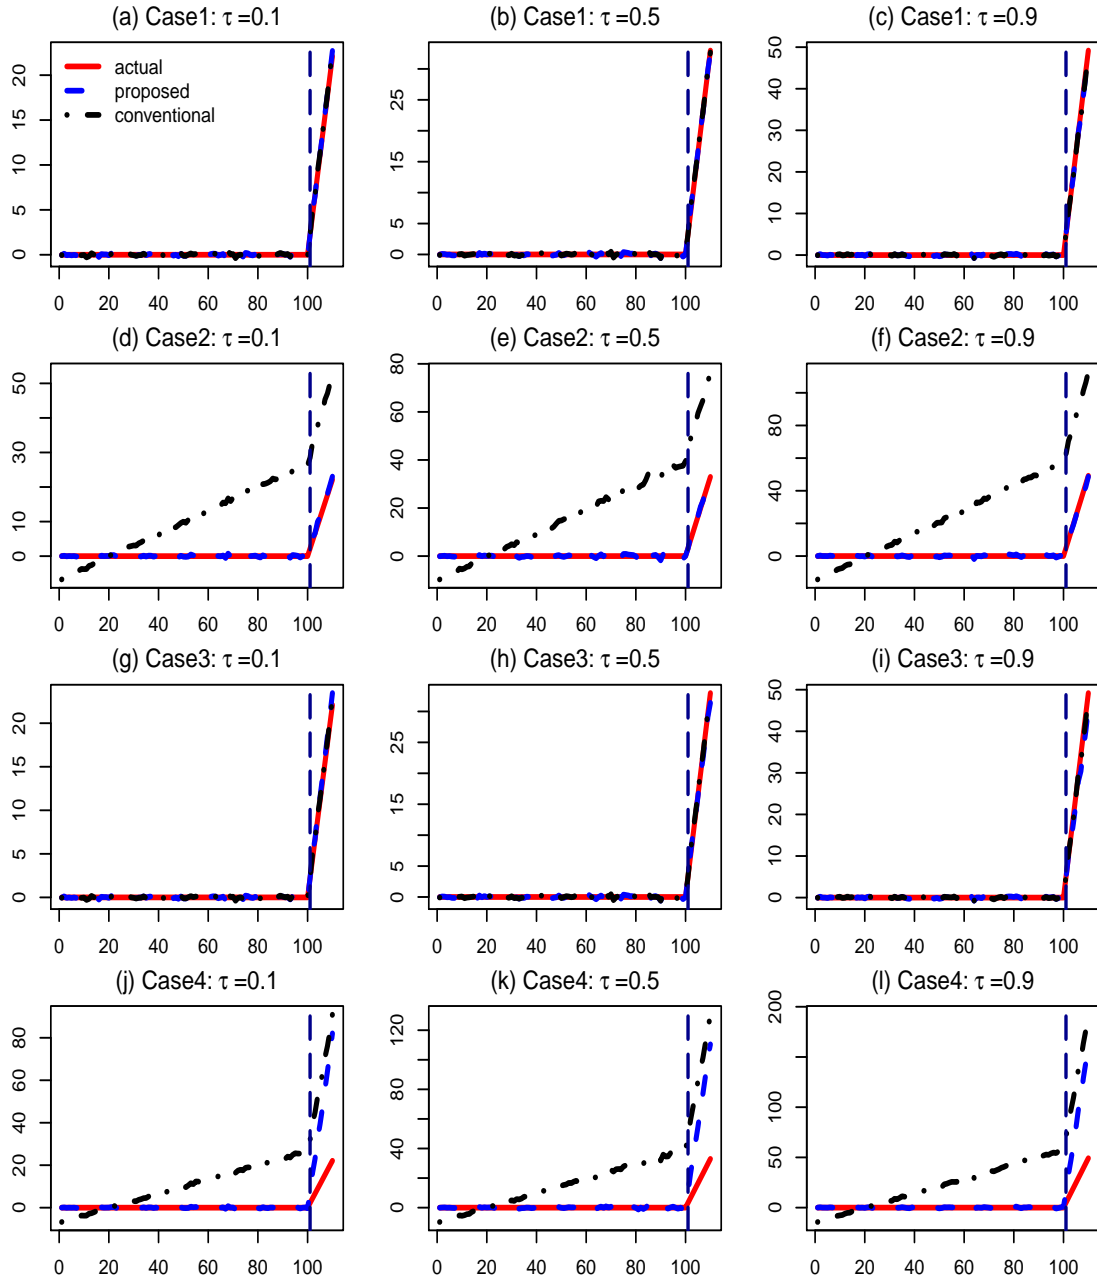 (a) Case1: τ =0.1
(b) Case1: τ =0.5
(c) Case1: τ =0.9
actual
proposed
conventional
0 5 10 15 20
0 5 15 25
0 10 20 30 40 50
0 20 40 60 80 100
0 20 40 60 80 100
0 20 40 60 80 100
(d) Case2: τ =0.1
(e) Case2: τ =0.5
(f) Case2: τ =0.9
0 10 30 50
0 20 40 60 80
0 40 80
0 20 40 60 80 100
0 20 40 60 80 100
0 20 40 60 80 100
(g) Case3: τ =0.1
(h) Case3: τ =0.5
(i) Case3: τ =0.9
0 5 10 15 20
0 5 15 25
0 10 20 30 40 50
0 20 40 60 80 100
0 20 40 60 80 100
0 20 40 60 80 100
(j) Case4: τ =0.1
(k) Case4: τ =0.5
(l) Case4: τ =0.9
0 20 40 60 80
0 40 80 120
0 50 100 200
0 20 40 60 80 100
0 20 40 60 80 100
0 20 40 60 80 100